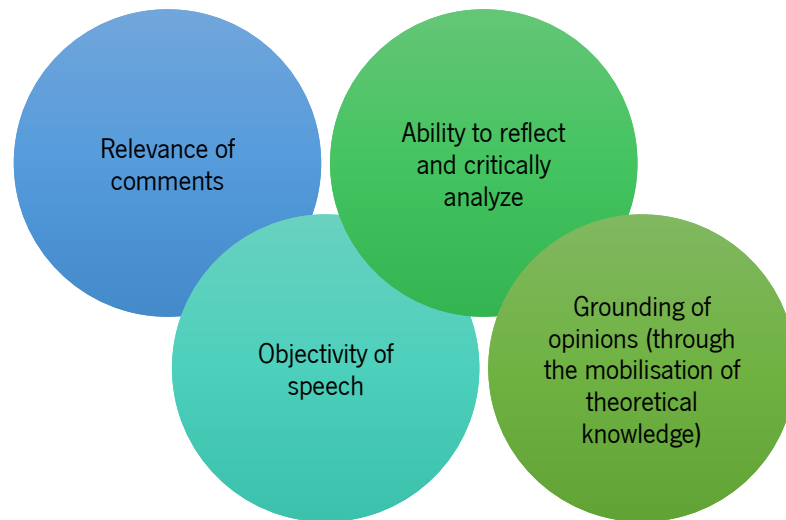 Relevance of
comments
Ability to reflect
and critically
analyze
Objectivity of
speech
Grounding of
opinions (through
the mobilisation of
theoretical
knowledge)